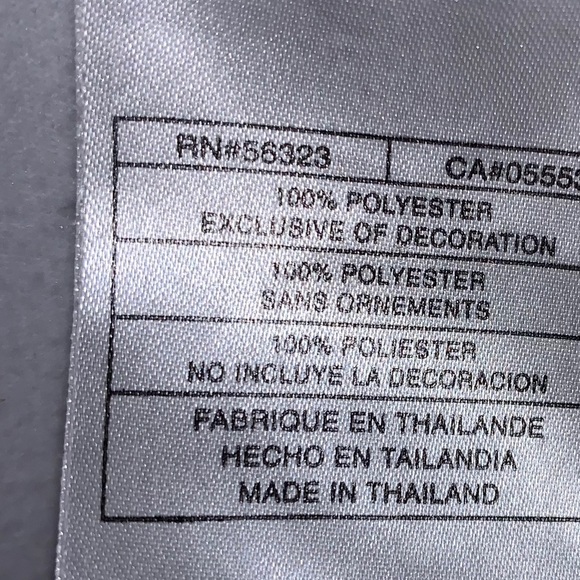 RN#56323 CA#05553
100% POLYESTER
EXCLUSIVE OF DECORATION
100% POLYESTER
SANS ORNEMENTS
100% POLIESTER
NO INCLUYE LA DECORACION
FABRIQUE EN THAILANDE
HECHO EN TAILANDIA
MADE IN THAILAND